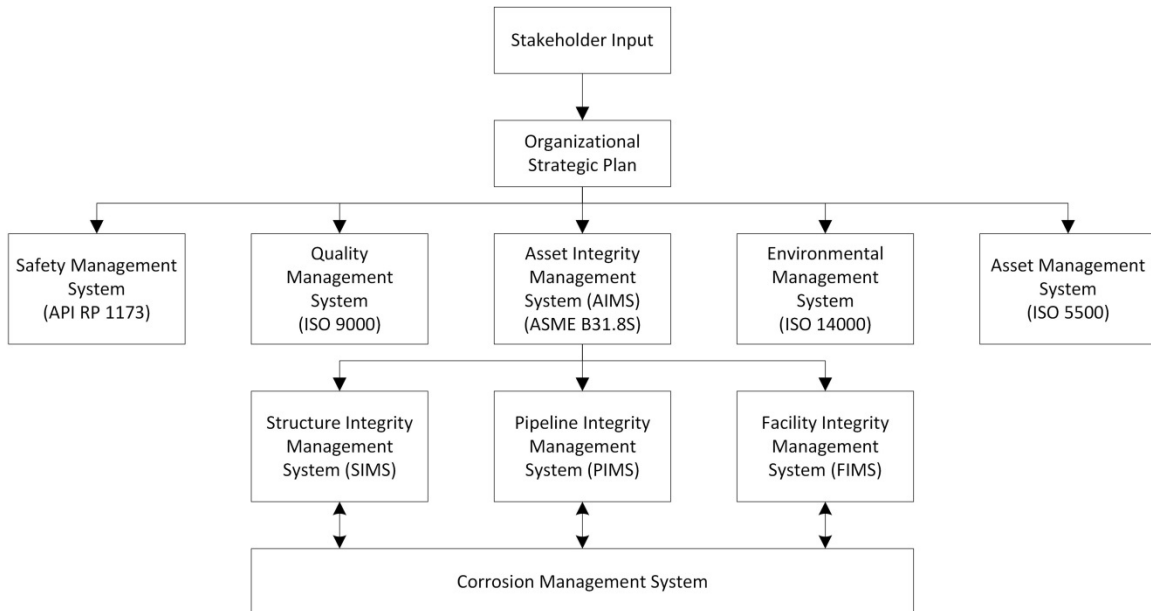 Stakeholder Input
Organizational
Strategic Plan
Safety Management
System
(API RP 1173)
Quality
Management
System
(ISO 9000)
Asset Integrity
Management
System (AIMS)
(ASME B31.8S)
Environmental
Management
System
(ISO 14000)
Asset Management
System
(ISO 5500)
Structure Integrity
Management
System (SIMS)
Pipeline Integrity
Management
System (PIMS)
Facility Integrity
Management
System (FIMS)
Corrosion Management System